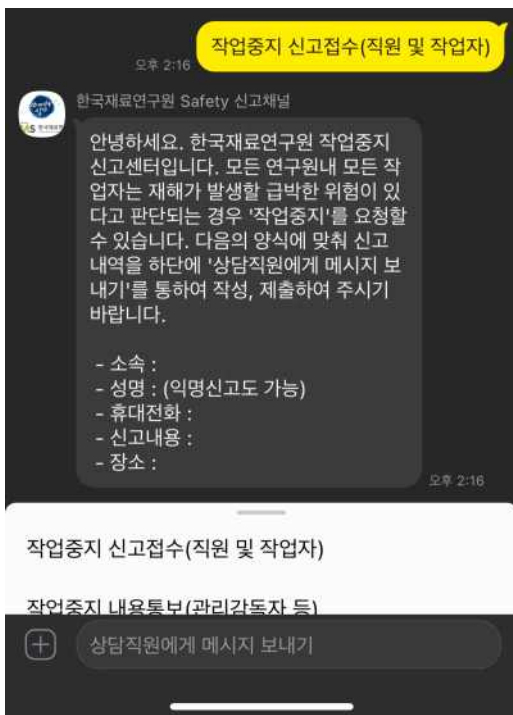 작업중지 신고접수(직원 및 작업자)
오후 2:16
한국재료연구원 Safety 신고채널
안녕하세요. 한국재료연구원 작업중지
신고센터입니다. 모든 연구원내 모든 작
업자는 재해가 발생할 급박한 위험이 있
다고 판단되는 경우 '작업중지'를 요청할
수 있습니다. 다음의 양식에 맞춰 신고
내역을 하단에 '상담직원에게 메시지 보
내기'를 통하여 작성, 제출하여 주시기
바랍니다.
- 소속 :
- 성명 : (익명신고도 가능)
- 휴대전화 :
- 신고내용 :
- 장소 :
오후 2:16
작업중지 신고접수(직원 및 작업자)
작업중지 내용통보(관리감독자 등)
상담직원에게 메시지 보내기